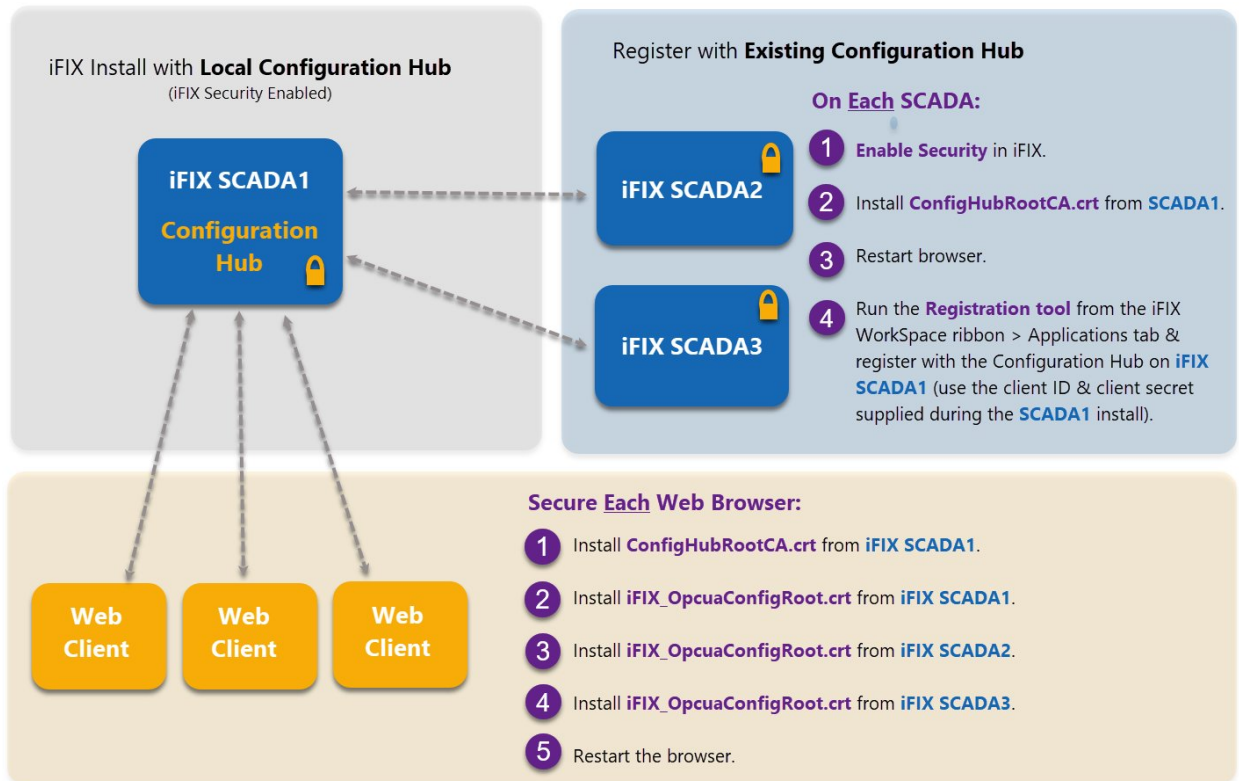 iFIX Install with Local Configuration Hub
(iFIX Security Enabled)
iFIX SCADA1
Configuration
Hub
Register with Existing Configuration Hub
iFIX SCADA2
iFIX SCADA3
On Each SCADA:
1 Enable Security in iFIX.
2 Install ConfigHubRootCA.crt from SCADA1.
3 Restart browser.
4 Run the Registration tool from the iFIX
WorkSpace ribbon > Applications tab &
register with the Configuration Hub on iFIX
SCADA1 (use the client ID & client secret
supplied during the SCADA1 install).
Web
Client
Web
Client
Web
Client
Secure Each Web Browser:
1 Install ConfigHubRootCA.crt from iFIX SCADA1.
2 Install iFIX_OpcuaConfigRoot.crt from iFIX SCADA1.
3 Install iFIX_OpcuaConfigRoot.crt from iFIX SCADA2.
4 Install iFIX_OpcuaConfigRoot.crt from iFIX SCADA3.
5 Restart the browser.